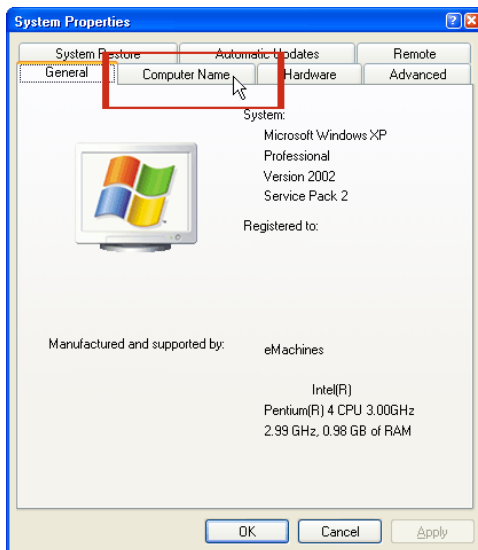 System Properties
System Restore Automatic Updates Remote
General Computer Name Hardware Advanced
System:
Microsoft Windows XP
Professional
Version 2002
Service Pack 2
Registered to:
Manufactured and supported by:
eMachines
Intel(R)
Pentium(R) 4 CPU 3.00GHz
2.99 GHz, 0.98 GB of RAM
OK Cancel Apply